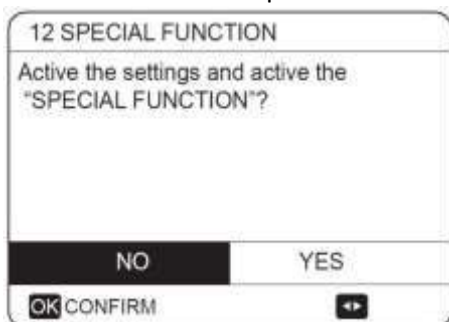 12 SPECIAL FUNCTION
Active the settings and active the
“SPECIAL FUNCTION”?
NO YES
OK CONFIRM